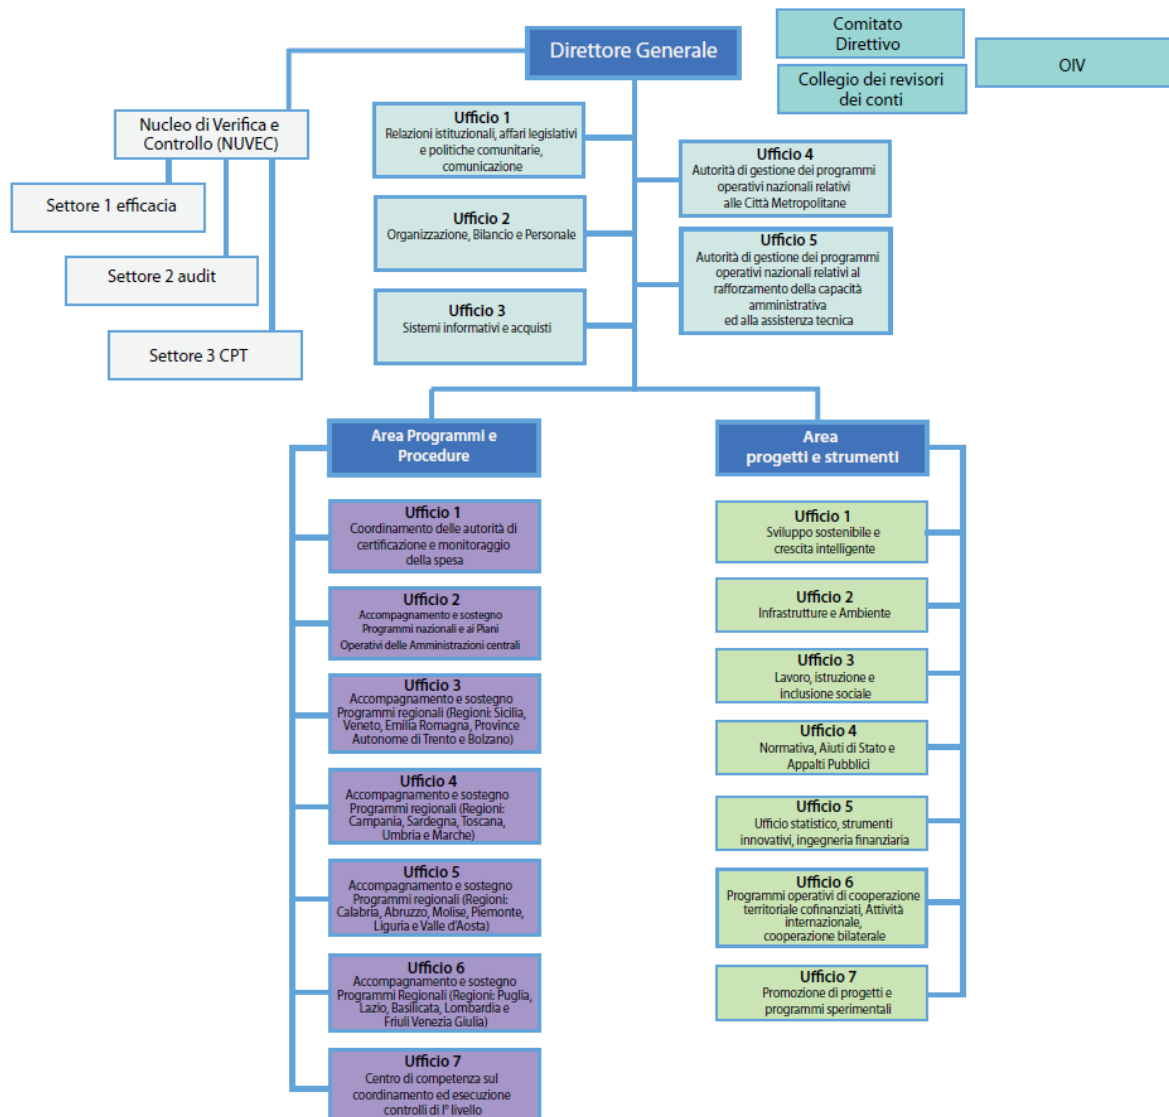 Direttore Generale
Comitato
Direttivo
Collegio dei revisori
dei conti
OIV
Nucleo di Verifica e
Controllo (NUVEC)
Settore 1 efficacia
Settore 2 audit
Settore 3 CPT
Ufficio 1
Relazioni istituzionali, affari legislativi
e politiche comunitarie,
comunicazione
Ufficio 2
Organizzazione, Bilancio e Personale
Ufficio 3
Sistemi informativi e acquisti
Ufficio 4
Autorità di gestione dei programmi
operativi nazionali relativi
alle Città Metropolitane
Ufficio 5
Autorità di gestione dei programmi
operativi nazionali relativi al
rafforzamento della capacità
amministrativa
ed alla assistenza tecnica
Area Programmi e
Procedure
Ufficio 1
Coordinamento delle autorità di
certificazione e monitoraggio
della spesa
Ufficio 2
Accompagnamento e sostegno
Programmi nazionali e ai Piani
Operativi delle Amministrazioni centrali
Ufficio 3
Accompagnamento e sostegno
Programmi regionali (Regioni: Sicilia,
Veneto, Emilia Romagna, Province
Autonome di Trento e Bolzano)
Ufficio 4
Accompagnamento e sostegno
Programmi regionali (Regioni:
Campania, Sardegna, Toscana,
Umbria e Marche)
Ufficio 5
Accompagnamento e sostegno
Programmi regionali (Regioni:
Calabria, Abruzzo, Molise, Piemonte,
Liguria e Valle d'Aosta)
Ufficio 6
Accompagnamento e sostegno
Programmi Regionali (Regioni: Puglia,
Lazio, Basilicata, Lombardia e
Friuli Venezia Giulia)
Ufficio 7
Centro di competenza sul
coordinamento ed esecuzione
controlli di I° livello
Area
progetti e strumenti
Ufficio 1
Sviluppo sostenibile e
crescita intelligente
Ufficio 2
Infrastrutture e Ambiente
Ufficio 3
Lavoro, istruzione e
inclusione sociale
Ufficio 4
Normativa, Aiuti di Stato e
Appalti Pubblici
Ufficio 5
Ufficio statistico, strumenti
innovativi, ingegneria finanziaria
Ufficio 6
Programmi operativi di cooperazione
territoriale cofinanziati, Attività
internazionale,
cooperazione bilaterale
Ufficio 7
Promozione di progetti e
programmi sperimentali